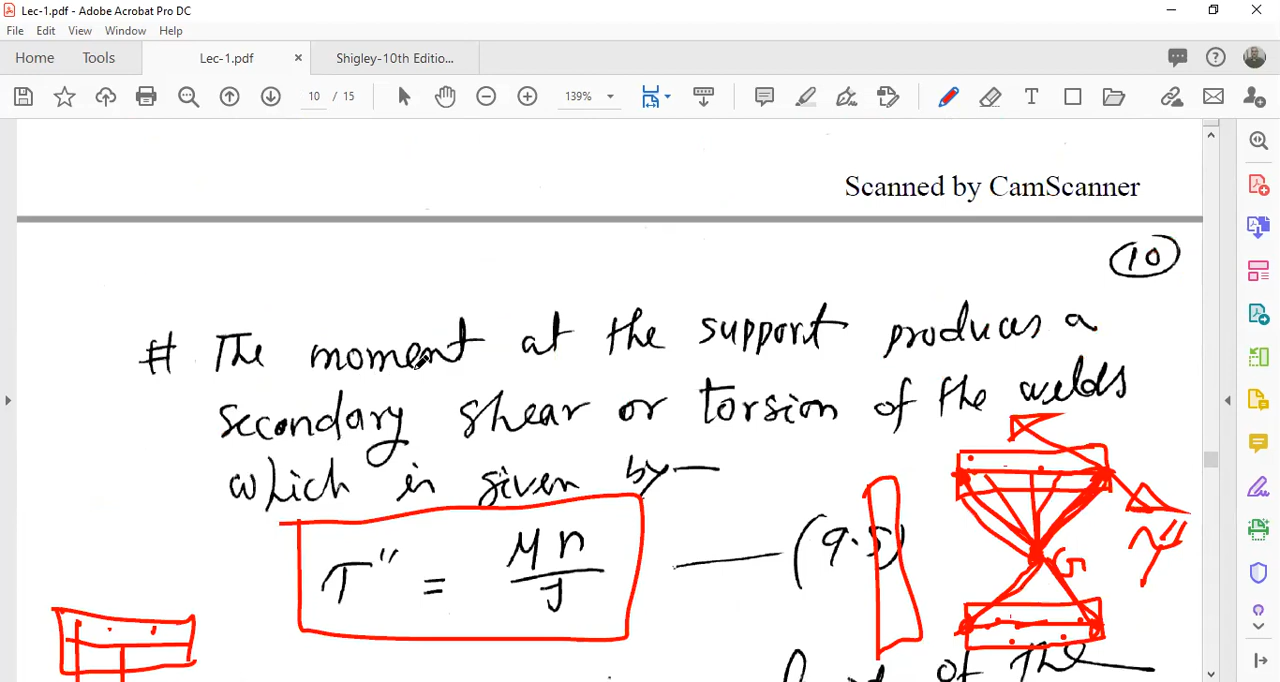 Lec-1.pdf - Adobe Acrobat Pro DC
File Edit View Window Help
Home Tools Lec-1.pdf × Shigley-10th Editio...
10 / 15 139%
Scanned by CamScanner
10
# The moment at the support produces a
secondary shear or torsion of the welds
which is given by—
τ" = Mr/J — (9.5)
G
τ"
of the